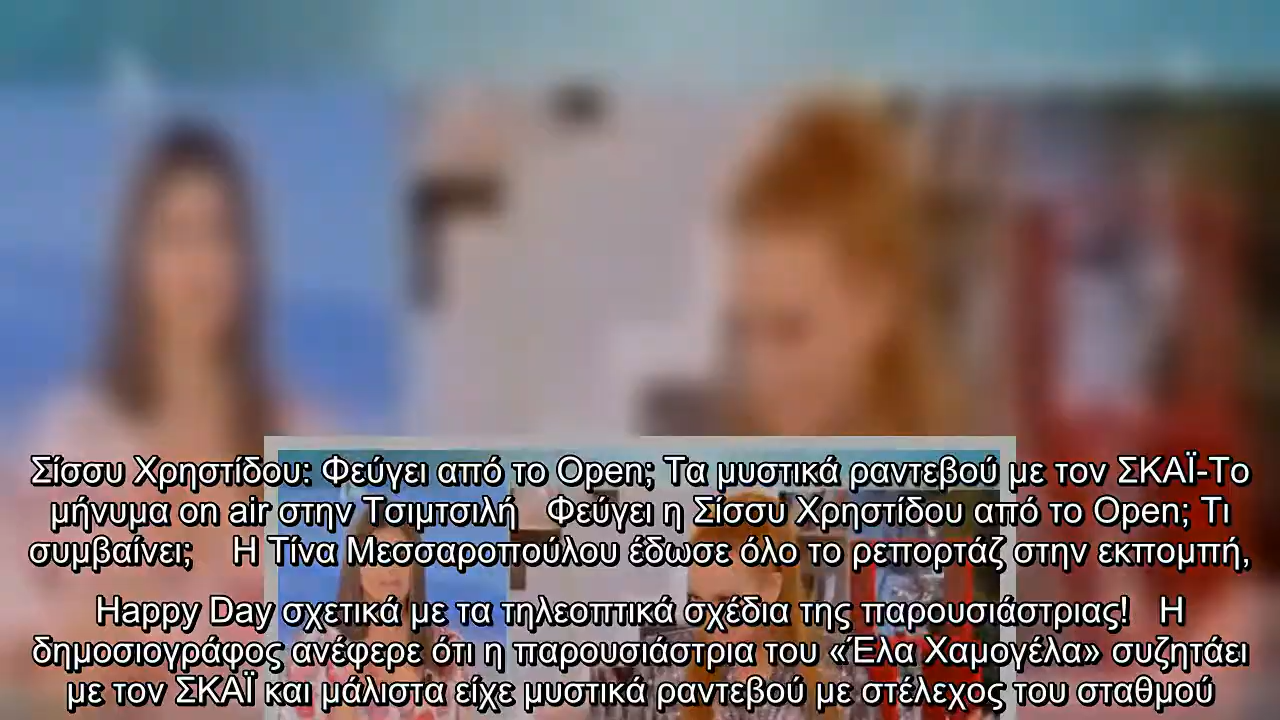 Σίσσυ Χρηστίδου: Φεύγει από το Open; Τα μυστικά ραντεβού με τον ΣΚΑΪ-Το
μήνυμα on air στην Τσιμτσιλή Φεύγει η Σίσσυ Χρηστίδου από το Open; Τι
συμβαίνει; Η Τίνα Μεσσαροπούλου έδωσε όλο το ρεπορτάζ στην εκπομπή,
Happy Day σχετικά με τα τηλεοπτικά σχέδια της παρουσιάστριας! Η
δημοσιογράφος ανέφερε ότι η παρουσιάστρια του «Έλα Χαμογέλα» συζητάει
με τον ΣΚΑΪ και μάλιστα είχε μυστικά ραντεβού με στέλεχος του σταθμού